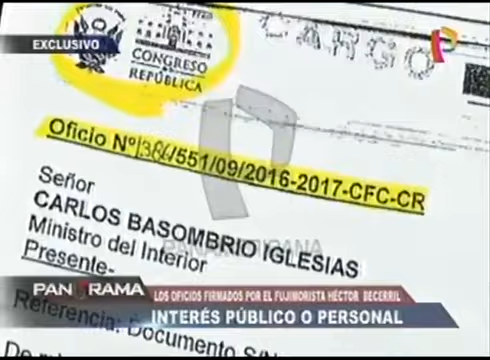 EXCLUSIVO
CONGRESO
REPÚBLICA
CARGO
Oficio Nº1386/551/09/2016-2017-CFC-CR
Señor
CARLOS BASOMBRIO IGLESIAS
Ministro del Interior
Presente-
PANORAMA
LOS OFICIOS FIRMADOS POR EL FUJIMORISTA HÉCTOR BECERRIL
INTERÉS PÚBLICO O PERSONAL
Referencia: Documento